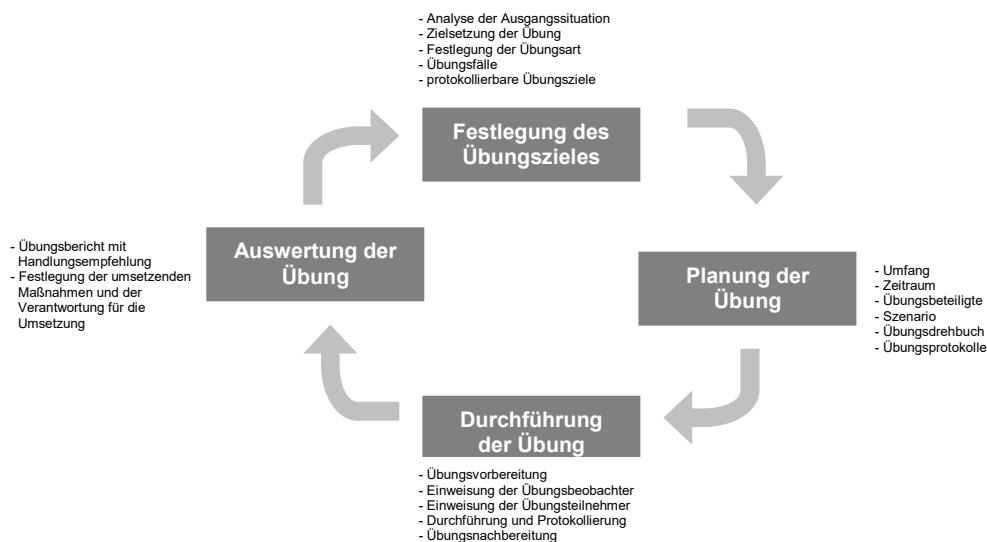 - Analyse der Ausgangssituation
- Zielsetzung der Übung
- Festlegung der Übungsart
- Übungsfälle
- protokollierbare Übungsziele
Festlegung des
Übungszieles
Auswertung der
Übung
- Übungsbericht mit
Handlungsempfehlung
- Festlegung der umsetzenden
Maßnahmen und der
Verantwortung für die
Umsetzung
Planung der
Übung
- Umfang
- Zeitraum
- Übungsbeteiligte
- Szenario
- Übungsdrehbuch
- Übungsprotokolle
Durchführung
der Übung
- Übungsvorbereitung
- Einweisung der Übungsbeobachter
- Einweisung der Übungsteilnehmer
- Durchführung und Protokollierung
- Übungsnachbereitung